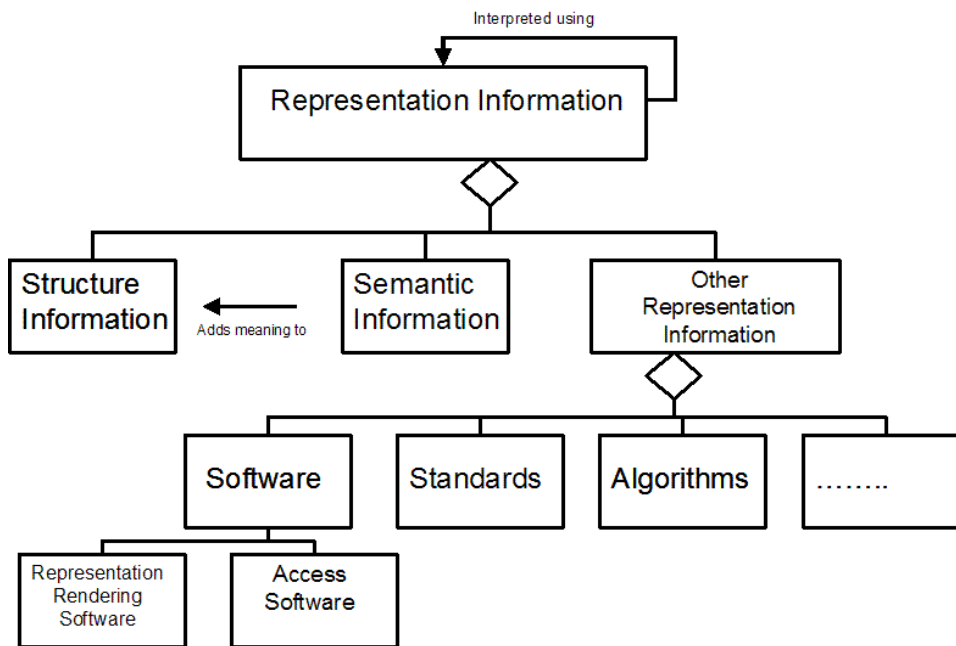 Interpreted using
Representation Information
Structure
Information
Adds meaning to
Semantic
Information
Other
Representation
Information
Software
Standards
Algorithms
……..
Representation
Rendering
Software
Access
Software